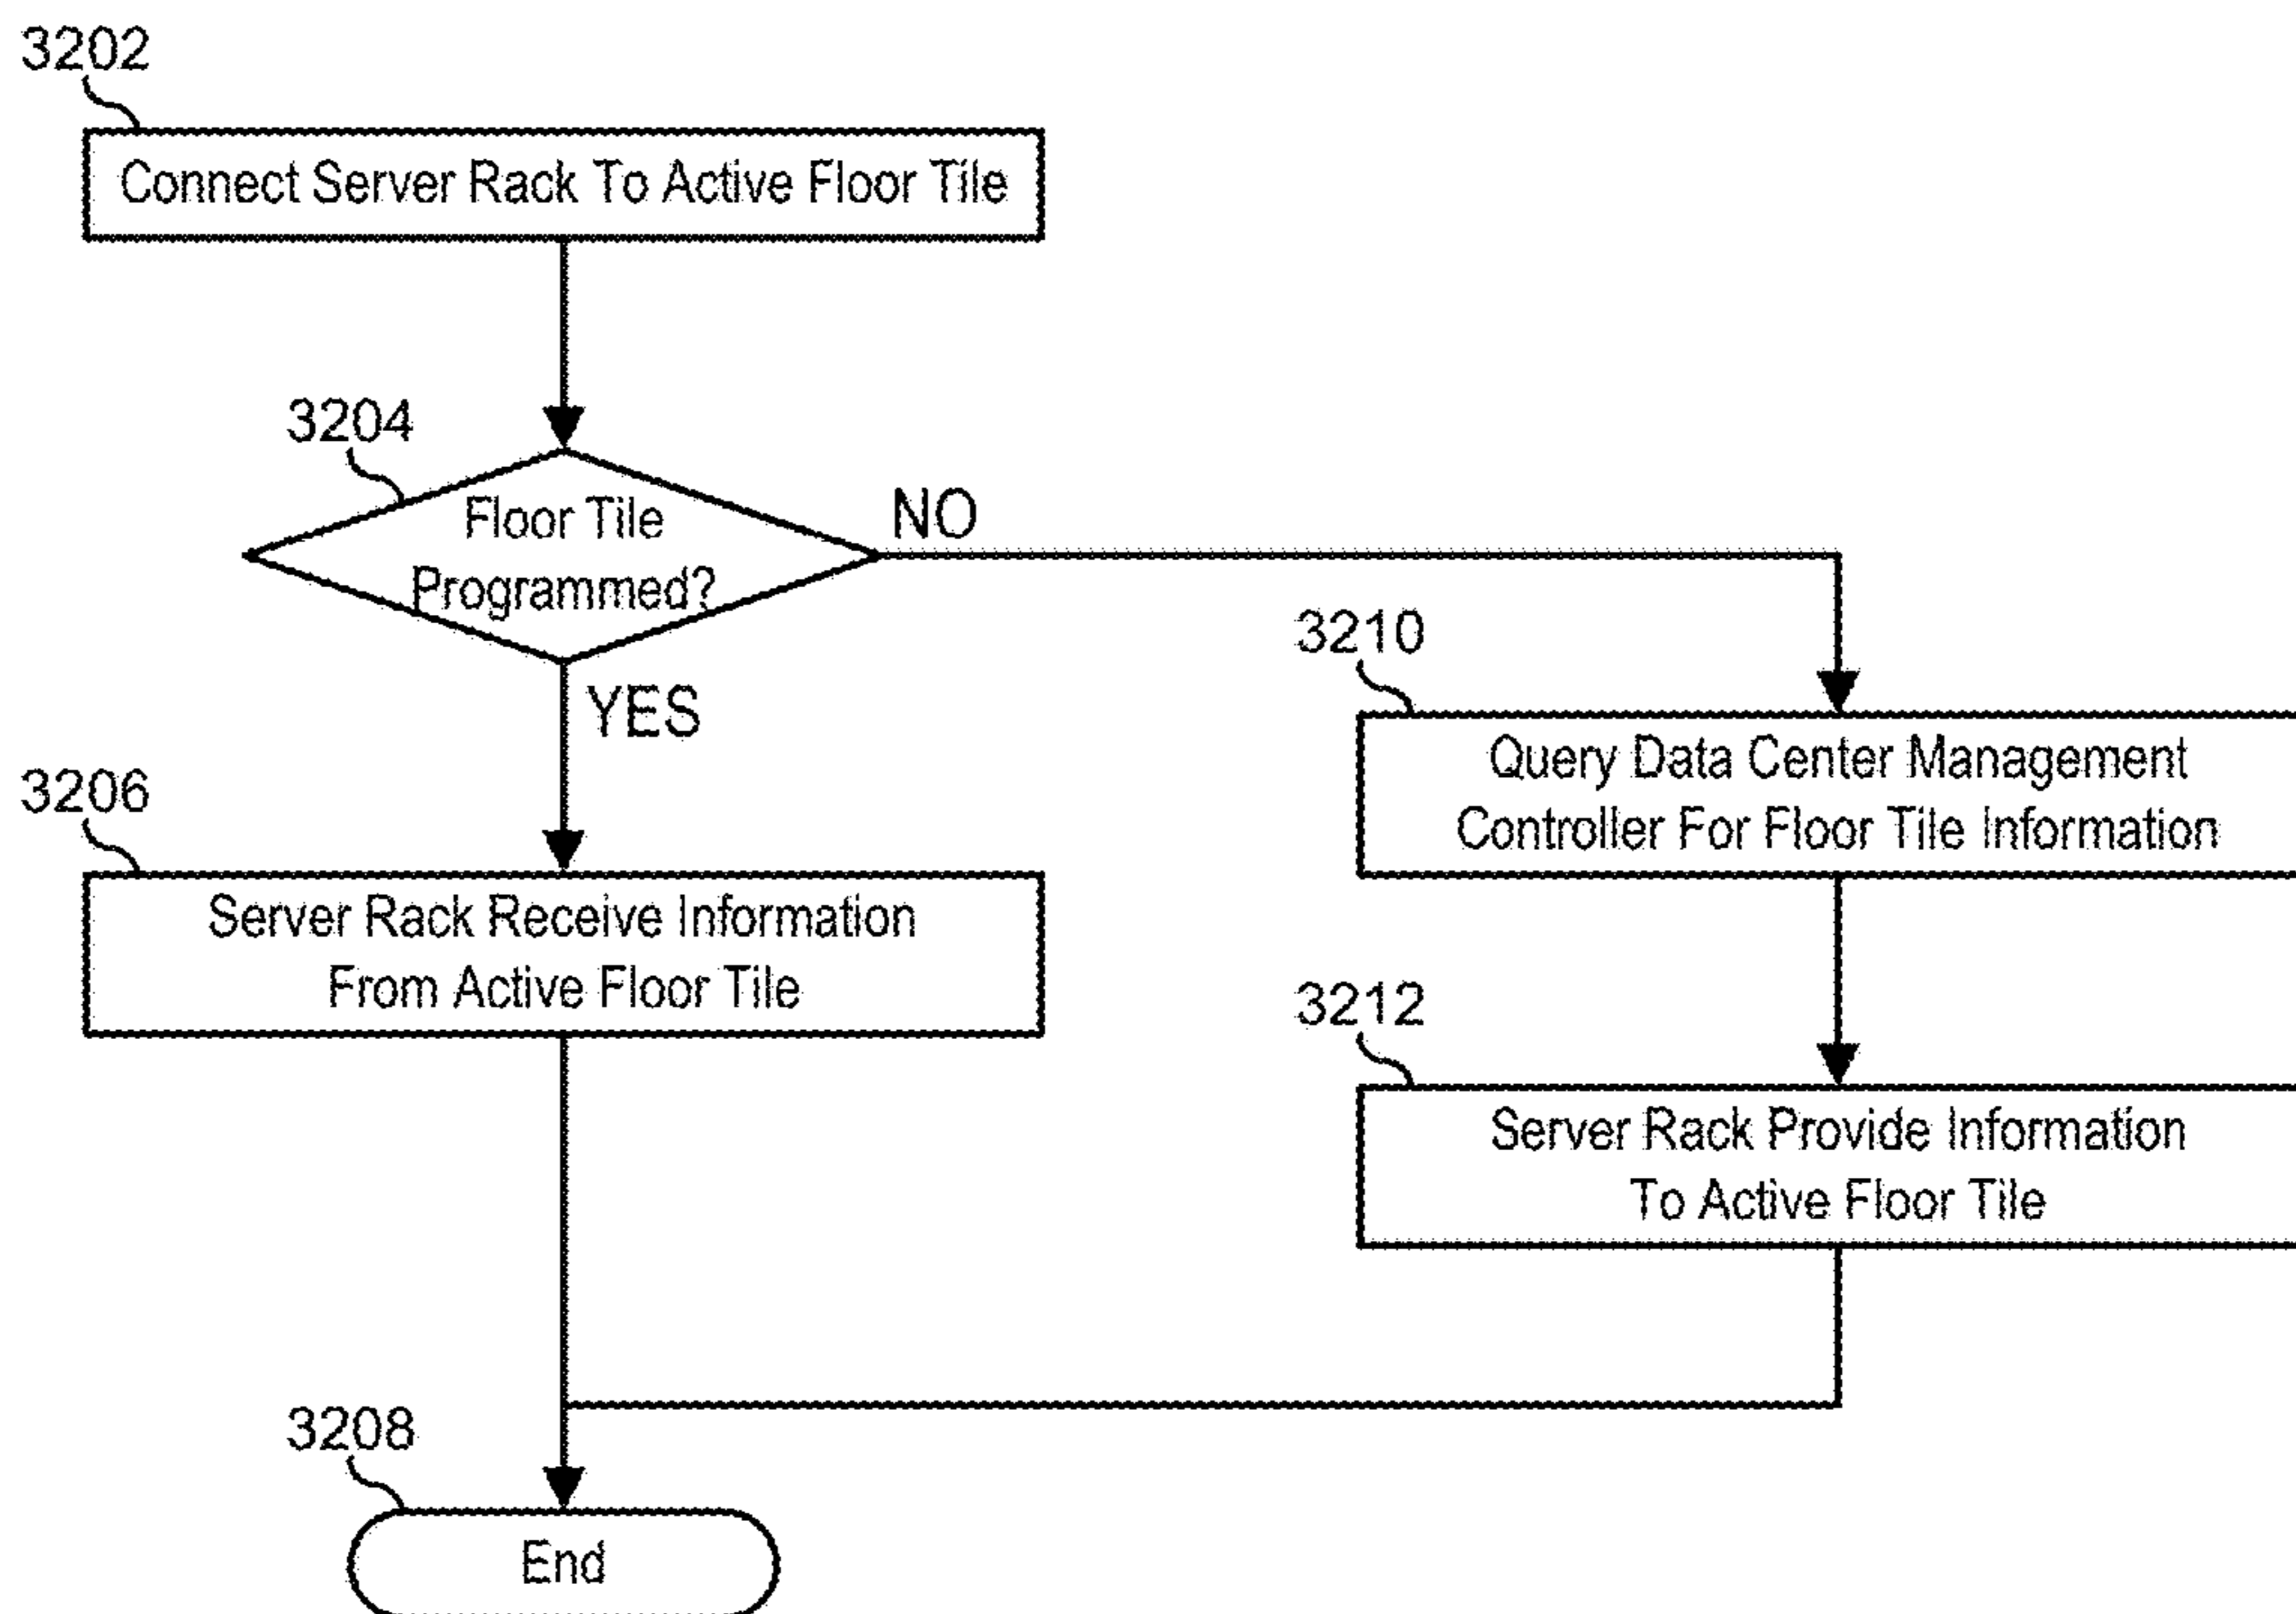 3202
Connect Server Rack To Active Floor Tile
3204
Floor Tile
Programmed?
NO
YES
3206
Server Rack Receive Information
From Active Floor Tile
3210
Query Data Center Management
Controller For Floor Tile Information
3212
Server Rack Provide Information
To Active Floor Tile
3208
End